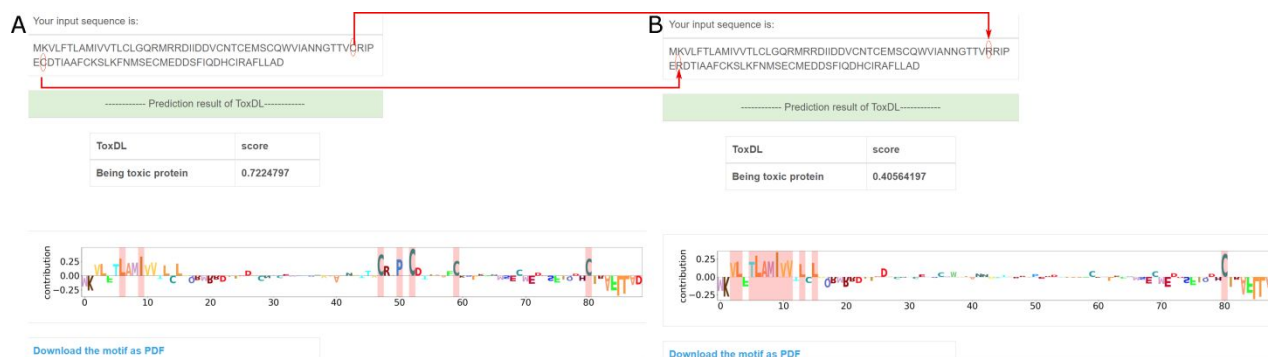 A
Your input sequence is:
MKVLFTLAMIVVTLCLGQRMRRDIIDDVCNTCEMSCQWVIANNGTTVCRIP
ECDTIAAFCKSLKFNMSECMEDDSFIQDHCIRAFLLAD
------------ Prediction result of ToxDL------------
ToxDL score
Being toxic protein 0.7224797
contribution
0.25
0.00
−0.25
0 10 20 30 40 50 60 70 80
Download the motif as PDF
B
Your input sequence is:
MKVLFTLAMIVVTLCLGQRMRRDIIDDVCNTCEMSCQWVIANNGTTVRRIP
ERDTIAAFCKSLKFNMSECMEDDSFIQDHCIRAFLLAD
------------ Prediction result of ToxDL------------
ToxDL score
Being toxic protein 0.40564197
contribution
0.25
0.00
−0.25
0 10 20 30 40 50 60 70 80
Download the motif as PDF